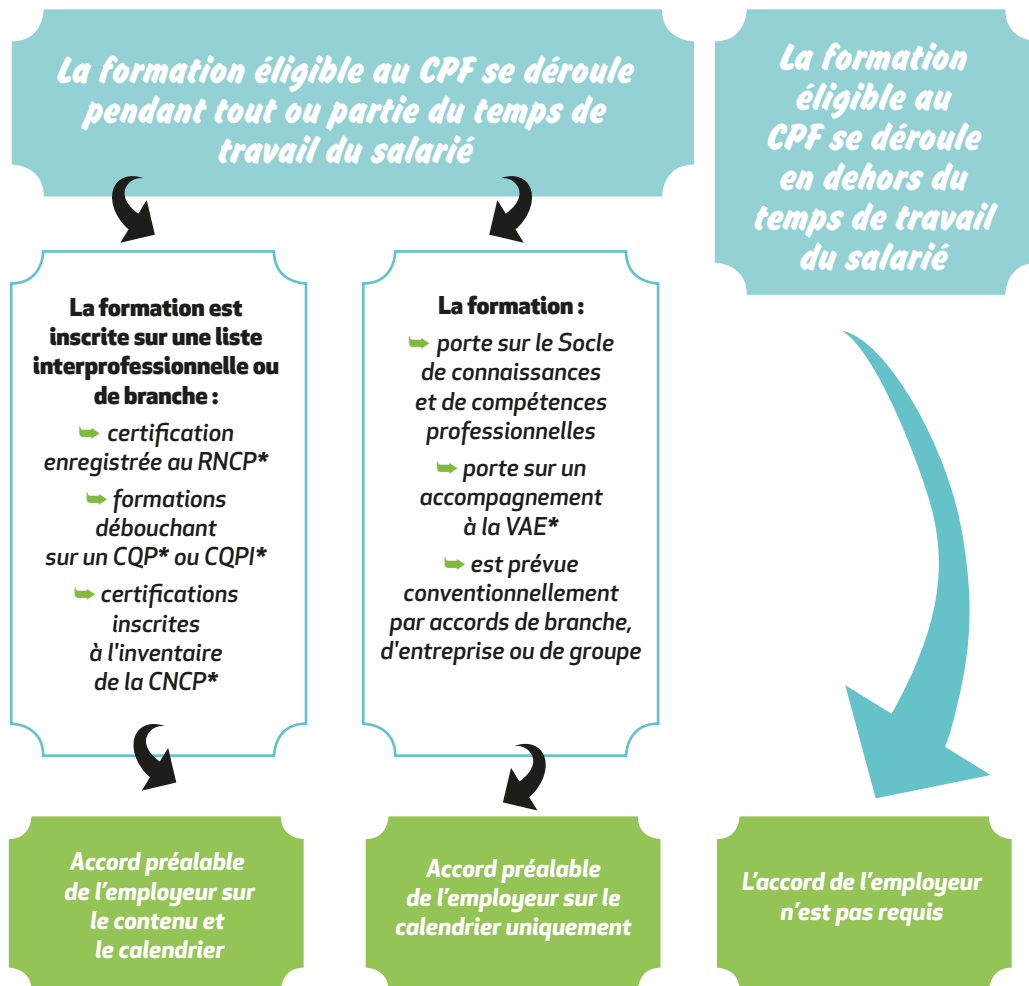 La formation éligible au CPF se déroule
pendant tout ou partie du temps de
travail du salarié
La formation
éligible au
CPF se déroule
en dehors du
temps de travail
du salarié
La formation est
inscrite sur une liste
interprofessionnelle ou
de branche :
certification
enregistrée au RNCP*
formations
débouchant
sur un CQP* ou CQPI*
certifications
inscrites
à l'inventaire
de la CNCP*
La formation :
porte sur le Socle
de connaissances
et de compétences
professionnelles
porte sur un
accompagnement
à la VAE*
est prévue
conventionnellement
par accords de branche,
d'entreprise ou de groupe
Accord préalable
de l’employeur sur
le contenu et
le calendrier
Accord préalable
de l’employeur sur le
calendrier uniquement
L’accord de l’employeur
n’est pas requis